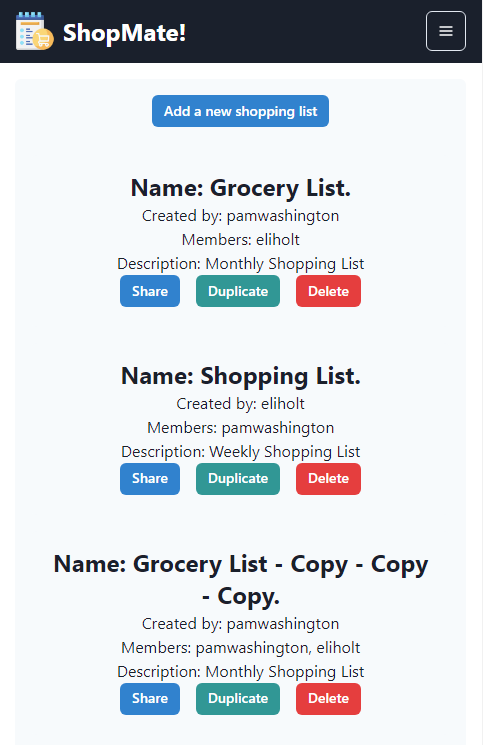 ShopMate!
Add a new shopping list
Name: Grocery List.
Created by: pamwashington
Members: eliholt
Description: Monthly Shopping List
Share Duplicate Delete
Name: Shopping List.
Created by: eliholt
Members: pamwashington
Description: Weekly Shopping List
Share Duplicate Delete
Name: Grocery List - Copy - Copy
- Copy.
Created by: pamwashington
Members: pamwashington, eliholt
Description: Monthly Shopping List
Share Duplicate Delete